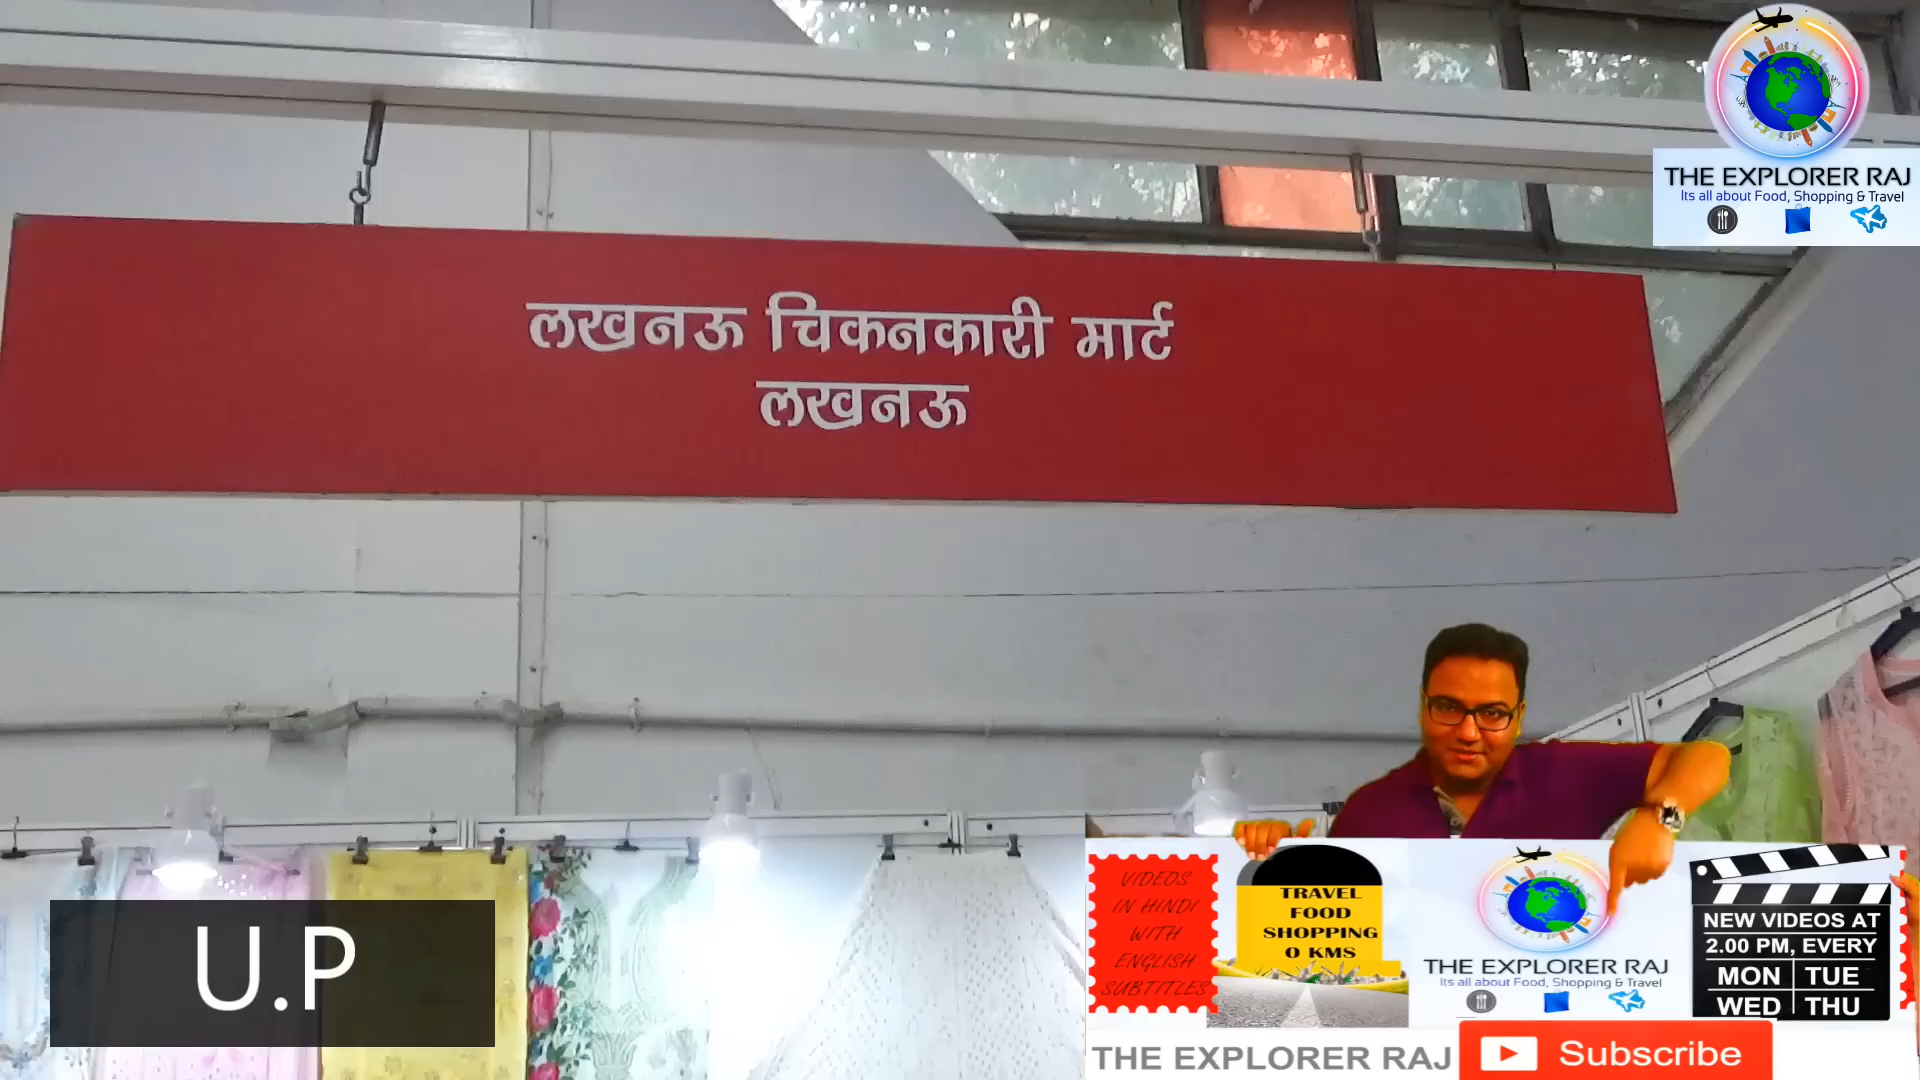 THE EXPLORER RAJ
Its all about Food, Shopping & Travel
लखनऊ चिकनकारी मार्ट
लखनऊ
U.P
VIDEOS
IN HINDI
WITH
ENGLISH
SUBTITLES
TRAVEL
FOOD
SHOPPING
0 KMS
THE EXPLORER RAJ
Its all about Food, Shopping & Travel
NEW VIDEOS AT
2.00 PM, EVERY
MON TUE
WED THU
THE EXPLORER RAJ
Subscribe